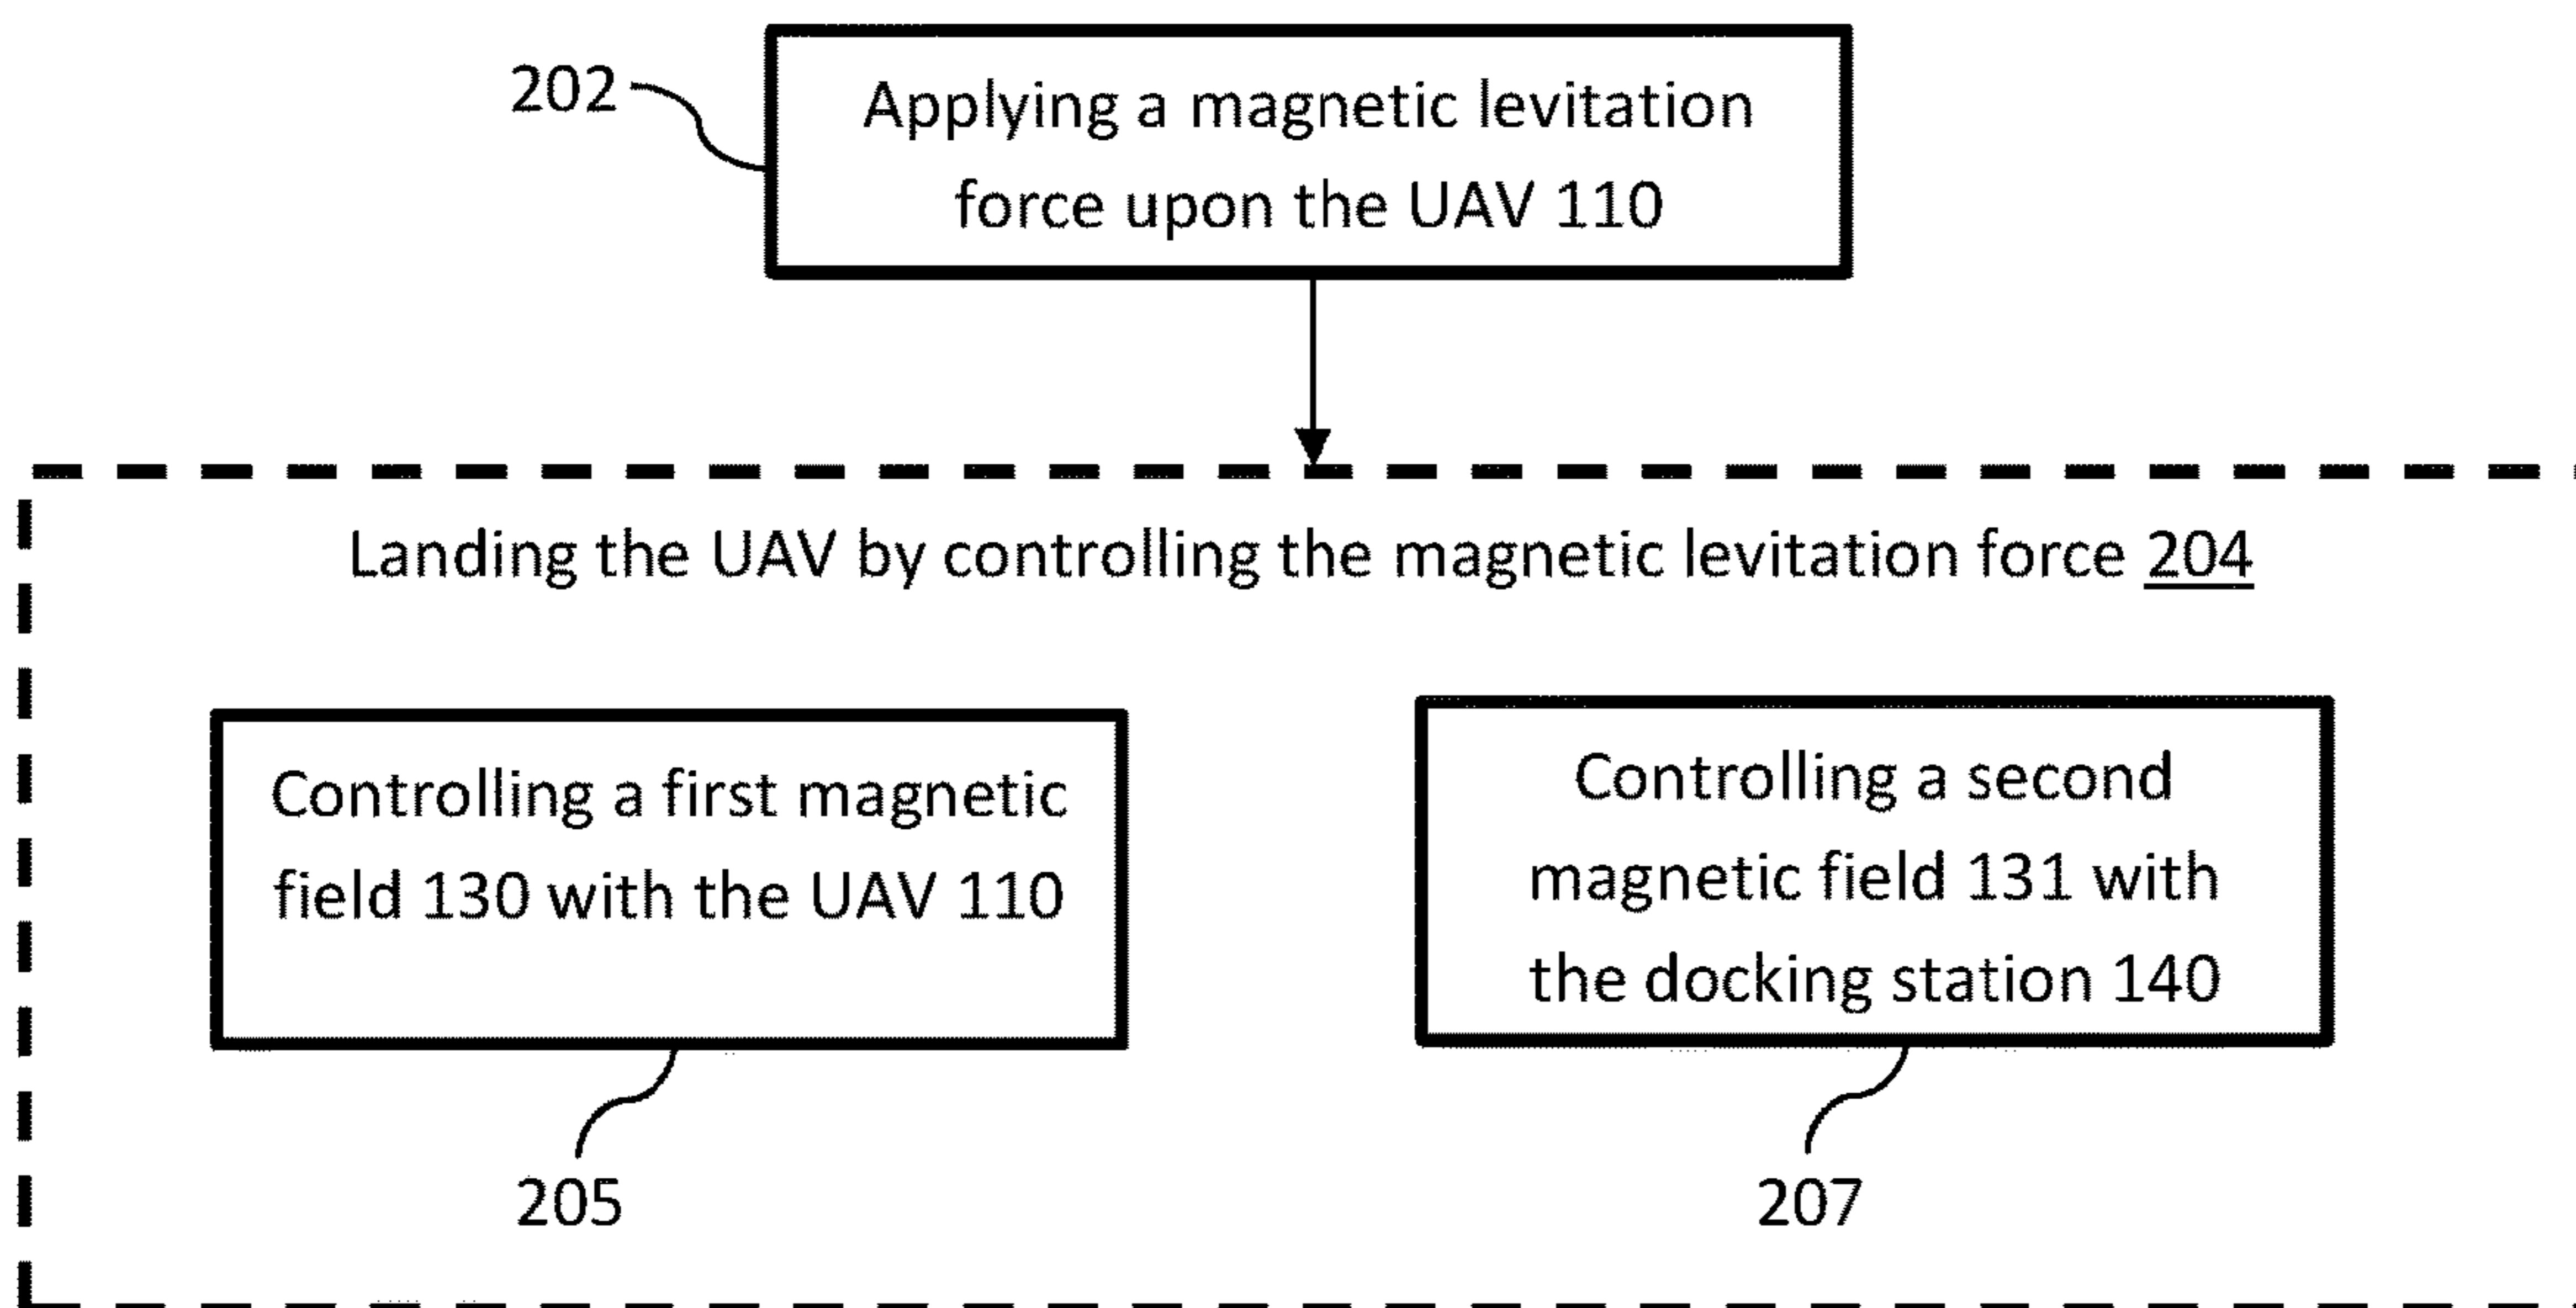 202
Applying a magnetic levitation
force upon the UAV 110
Landing the UAV by controlling the magnetic levitation force 204
Controlling a first magnetic
field 130 with the UAV 110
205
Controlling a second
magnetic field 131 with
the docking station 140
207